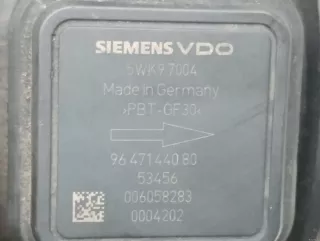 SIEMENS VDO
5WK9 7004
Made in Germany
>PBT-GF30<
96 471440 80
53456
006058283
0004202